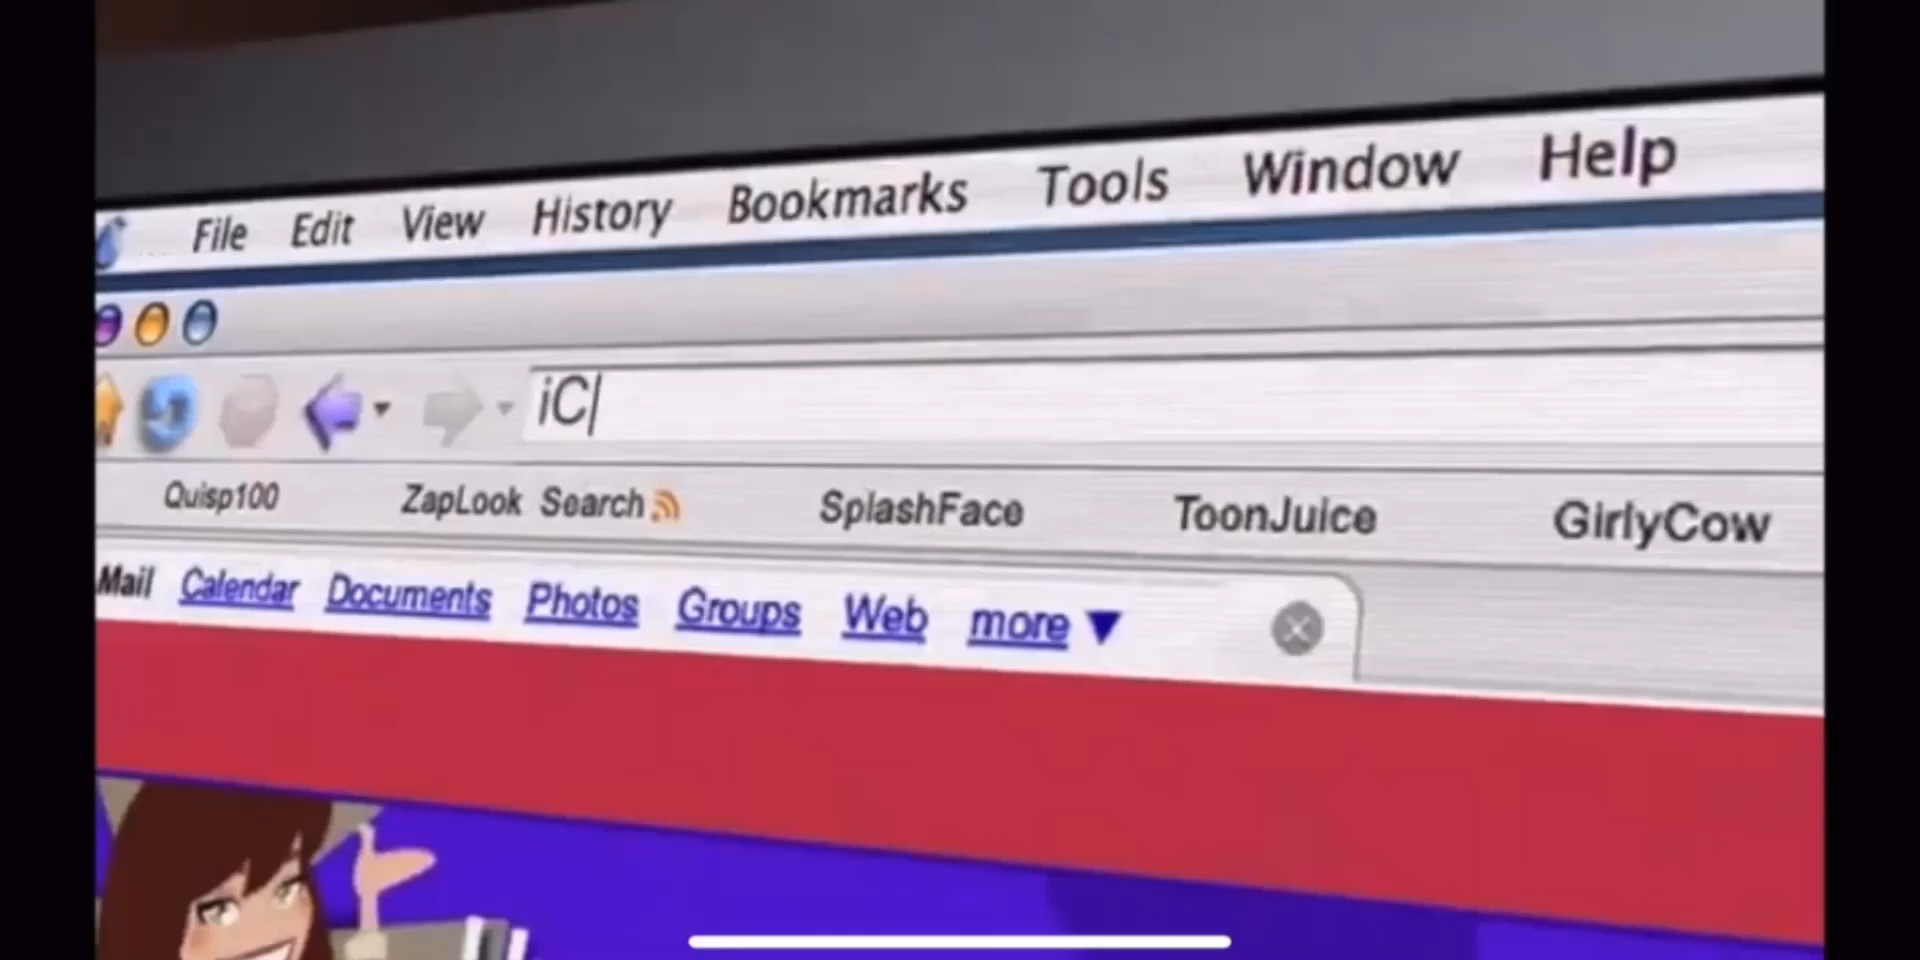 File Edit View History Bookmarks Tools Window Help
iC
Quisp100 ZapLook Search SplashFace ToonJuice GirlyCow
Mail Calendar Documents Photos Groups Web more